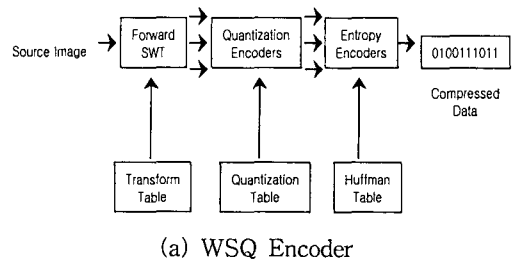 Source Image
Forward
SWT
Quantization
Encoders
Entropy
Encoders
0100111011
Compressed
Data
Transform
Table
Quantization
Table
Huffman
Table
(a) WSQ Encoder